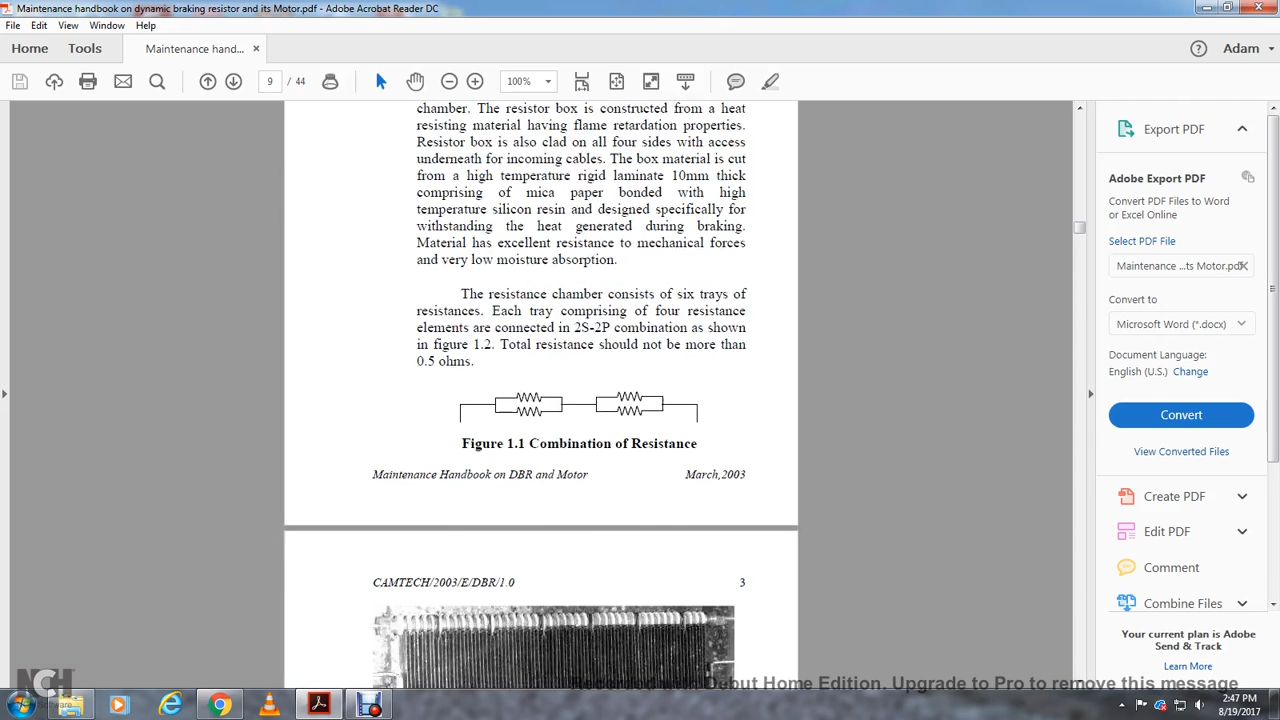 Maintenance handbook on dynamic braking resistor and its Motor.pdf - Adobe Acrobat Reader DC
File Edit View Window Help
Home Tools Maintenance hand... ×
Adam
9 / 44 100%
chamber. The resistor box is constructed from a heat
resisting material having flame retardation properties.
Resistor box is also clad on all four sides with access
underneath for incoming cables. The box material is cut
from a high temperature rigid laminate 10mm thick
comprising of mica paper bonded with high
temperature silicon resin and designed specifically for
withstanding the heat generated during braking.
Material has excellent resistance to mechanical forces
and very low moisture absorption.
The resistance chamber consists of six trays of
resistances. Each tray comprising of four resistance
elements are connected in 2S-2P combination as shown
in figure 1.2. Total resistance should not be more than
0.5 ohms.
Figure 1.1 Combination of Resistance
Maintenance Handbook on DBR and Motor March,2003
CAMTECH/2003/E/DBR/1.0 3
Export PDF
Adobe Export PDF
Convert PDF Files to Word
or Excel Online
Select PDF File
Maintenance ...ts Motor.pdf
Convert to
Microsoft Word (*.docx)
Document Language:
English (U.S.) Change
Convert
View Converted Files
Create PDF
Edit PDF
Comment
Combine Files
Your current plan is Adobe
Send & Track
Learn More
NCH
Software
Recorded with Debut Home Edition. Upgrade to Pro to remove this message
2:47 PM
8/19/2017